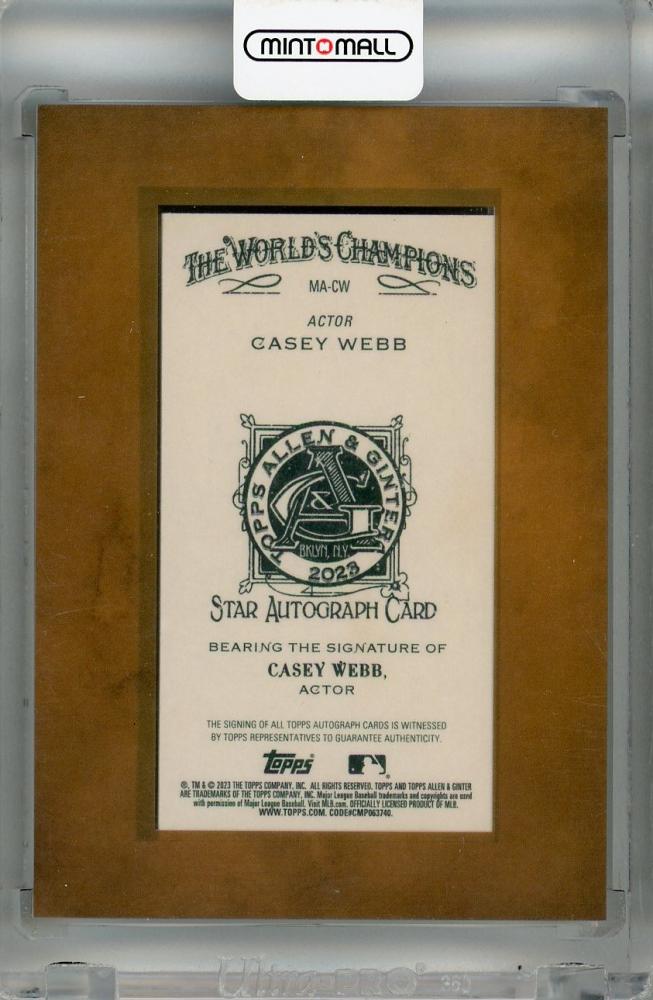 MINTMALL
THE WORLD'S CHAMPIONS
MA-CW
ACTOR
CASEY WEBB
TOPPS ALLEN & GINTER
A&G
BKLYN, N.Y.
2023
STAR AUTOGRAPH CARD
BEARING THE SIGNATURE OF
CASEY WEBB,
ACTOR
THE SIGNING OF ALL TOPPS AUTOGRAPH CARDS IS WITNESSED
BY TOPPS REPRESENTATIVES TO GUARANTEE AUTHENTICITY.
topps®
®, TM & © 2023 THE TOPPS COMPANY, INC. ALL RIGHTS RESERVED. TOPPS AND TOPPS ALLEN & GINTER
ARE TRADEMARKS OF THE TOPPS COMPANY, INC. Major League Baseball trademarks and copyrights are used
with permission of Major League Baseball. Visit MLB.com. OFFICIALLY LICENSED PRODUCT OF MLB.
WWW.TOPPS.COM. CODE#CMP063740.
Ultra·PRO® 360